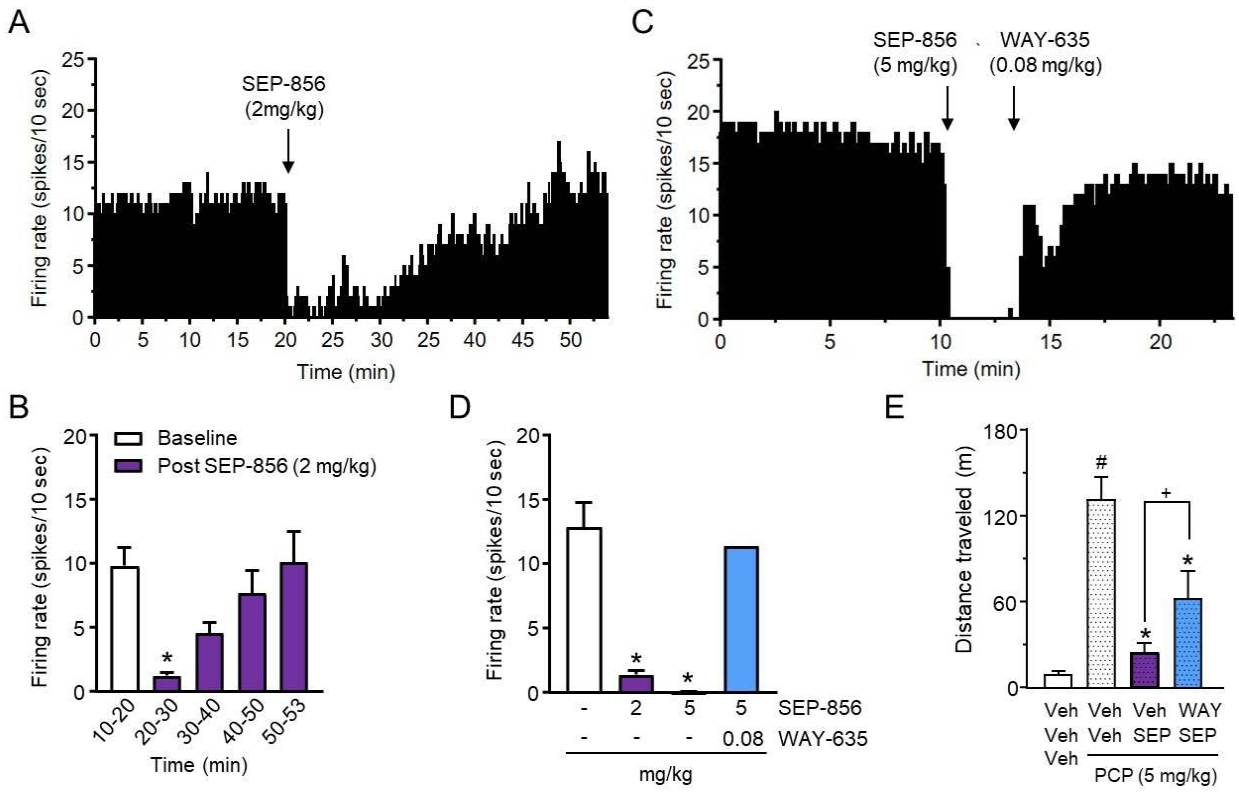 A
SEP-856
(2mg/kg)
Firing rate (spikes/10 sec)
25
20
15
10
5
0
0 5 10 15 20 25 30 25 40 45 50
Time (min)
C
SEP-856
(5 mg/kg)
WAY-635
(0.08 mg/kg)
Firing rate (spikes/10 sec)
25
20
15
10
5
0
0 5 10 15 20
Time (min)
B
Baseline
Post SEP-856 (2 mg/kg)
Firing rate (spikes/10 sec)
20
15
10
5
0
*
10-20 20-30 30-40 40-50 50-53
Time (min)
D
Firing rate (spikes/10 sec)
20
15
10
5
0
* *
- 2 5 5 SEP-856
- - - 0.08 WAY-635
mg/kg
E
Distance traveled (m)
180
120
60
0
#
+
* *
Veh Veh Veh WAY
Veh Veh SEP SEP
Veh
PCP (5 mg/kg)